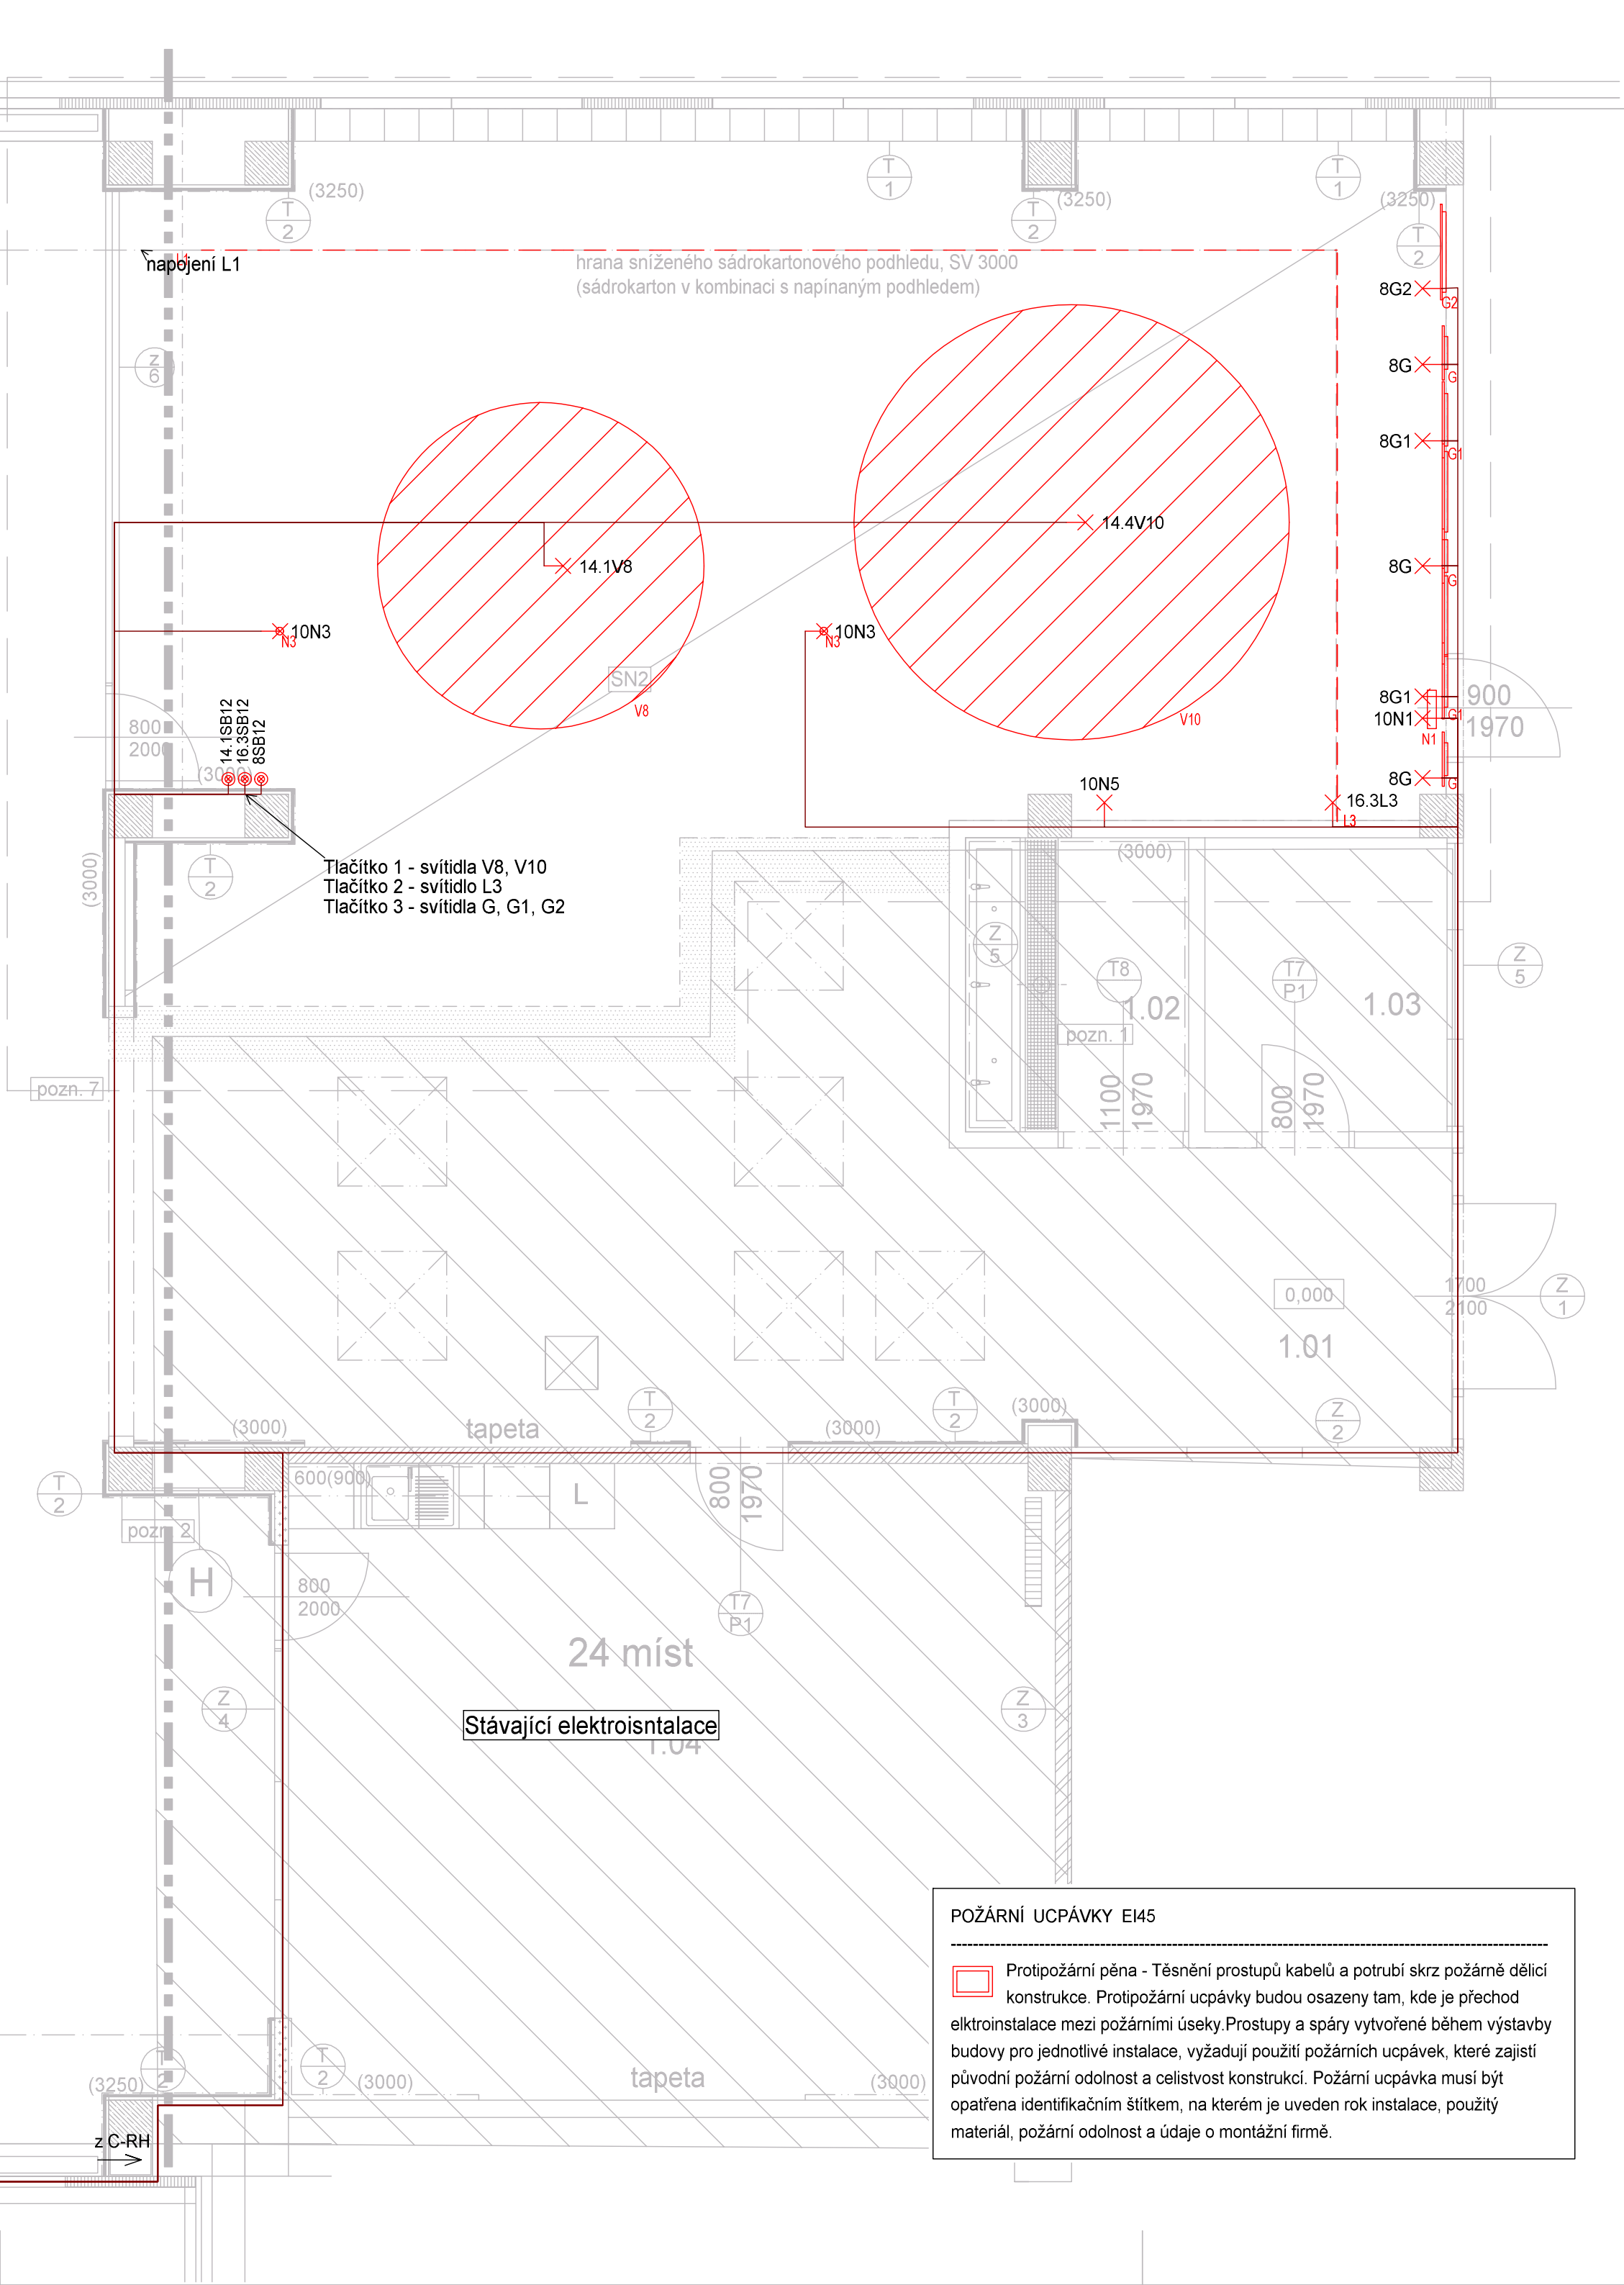 (3250)
T
2
T
1
T
2
(3250)
T
1
(3250)
T
2
L1
napojení L1
hrana sníženého sádrokartonového podhledu, SV 3000
(sádrokarton v kombinaci s napínaným podhledem)
8G2
G2
z
6
8G
G
8G1
G1
14.4V10
14.1V8
8G
G
10N3
N3
10N3
N3
SN2
V8
V10
8G1
G1
10N1
N1
900
1970
800
2000
(3000)
14.1SB12
16.3SB12
8SB12
8G
G
10N5
16.3L3
L3
Tlačítko 1 - svítidla V8, V10
Tlačítko 2 - svítidlo L3
Tlačítko 3 - svítidla G, G1, G2
T
2
(3000)
(3000)
Z
5
T8
1.02
T7
P1
1.03
Z
5
pozn. 1
pozn. 7
1100
1970
800
1970
0,000
1700
2100
Z
1
1.01
(3000)
tapeta
T
2
(3000)
T
2
(3000)
Z
2
T
2
600(900)
L
800
1970
pozn. 2
H
800
2000
T7
P1
24 míst
Z
4
Z
3
Stávající elektroisntalace
1.04
T
2
T
2
(3250)
(3000)
tapeta
(3000)
z C-RH
POŽÁRNÍ UCPÁVKY EI45
Protipožární pěna - Těsnění prostupů kabelů a potrubí skrz požárně dělicí
konstrukce. Protipožární ucpávky budou osazeny tam, kde je přechod
elktroinstalace mezi požárními úseky.Prostupy a spáry vytvořené během výstavby
budovy pro jednotlivé instalace, vyžadují použití požárních ucpávek, které zajistí
původní požární odolnost a celistvost konstrukcí. Požární ucpávka musí být
opatřena identifikačním štítkem, na kterém je uveden rok instalace, použitý
materiál, požární odolnost a údaje o montážní firmě.